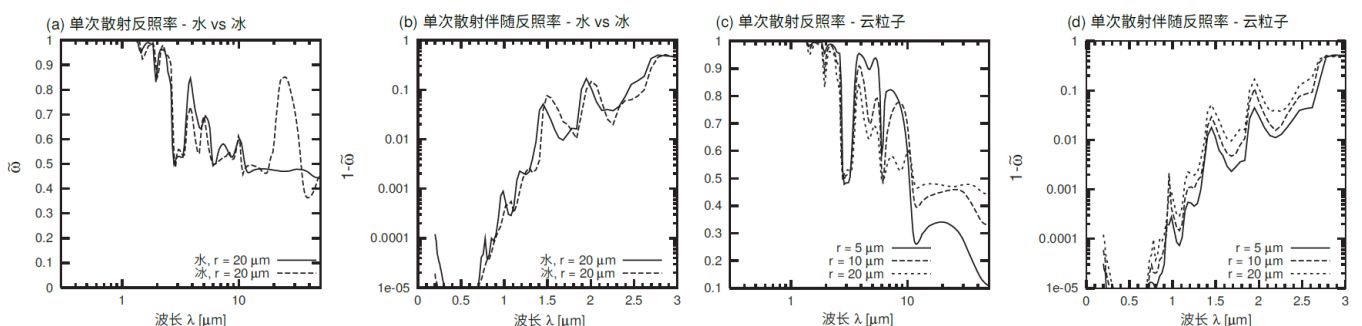 (a) 单次散射反照率 - 水 vs 冰
1
0.9
0.8
0.7
0.6
0.5
0.4
0.3
0.2
0.1
0
ω̃
水, r = 20 μm
冰, r = 20 μm
1
10
波长 λ [μm]
(b) 单次散射伴随反照率 - 水 vs 冰
1
0.1
0.01
0.001
0.0001
1e-05
1-ω̃
水, r = 20 μm
冰, r = 20 μm
0
0.5
1
1.5
2
2.5
3
波长 λ [μm]
(c) 单次散射反照率 - 云粒子
1
0.9
0.8
0.7
0.6
0.5
0.4
0.3
0.2
0.1
ω̃
r = 5 μm
r = 10 μm
r = 20 μm
1
10
波长 λ [μm]
(d) 单次散射伴随反照率 - 云粒子
1
0.1
0.01
0.001
0.0001
1e-05
1-ω̃
r = 5 μm
r = 10 μm
r = 20 μm
0
0.5
1
1.5
2
2.5
3
波长 λ [μm]